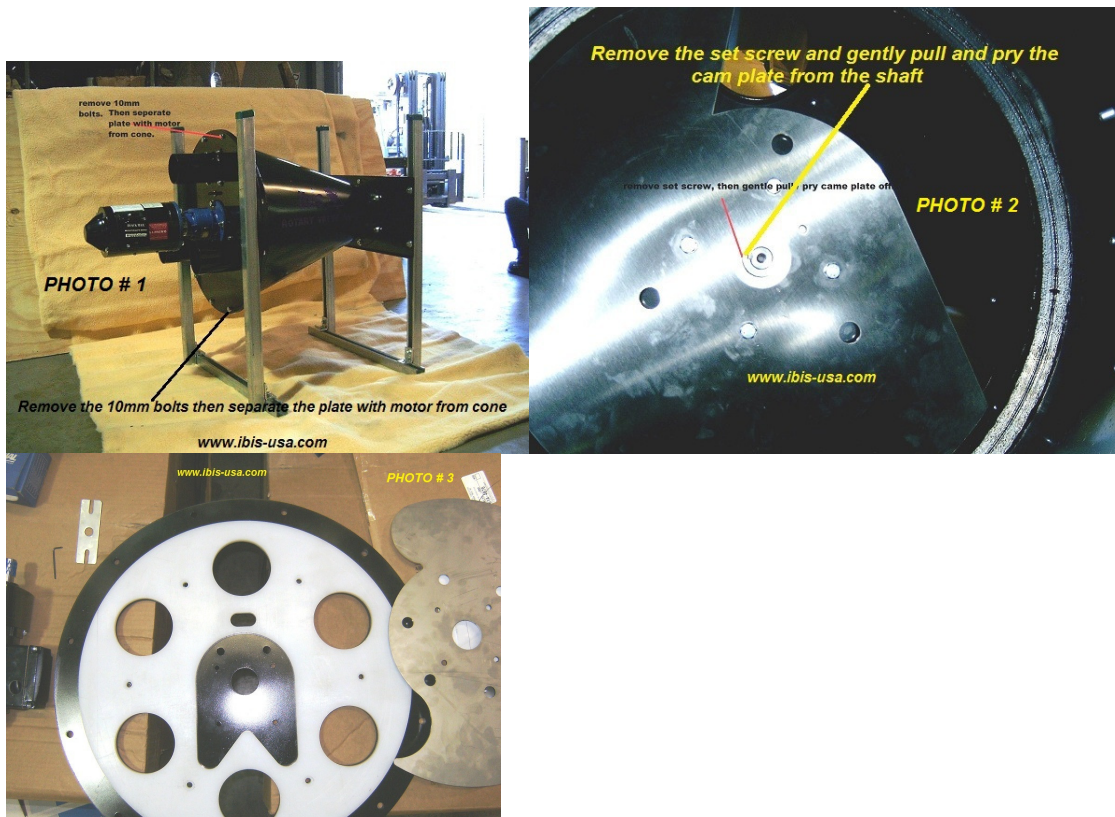 remove 10mm
bolts. Then seperate
plate with motor
from cone.
PHOTO # 1
Remove the 10mm bolts then separate the plate with motor from cone
www.ibis-usa.com
Remove the set screw and gently pull and pry the
cam plate from the shaft
remove set screw, then gentle pull pry came plate off
PHOTO # 2
www.ibis-usa.com
www.ibis-usa.com
PHOTO # 3